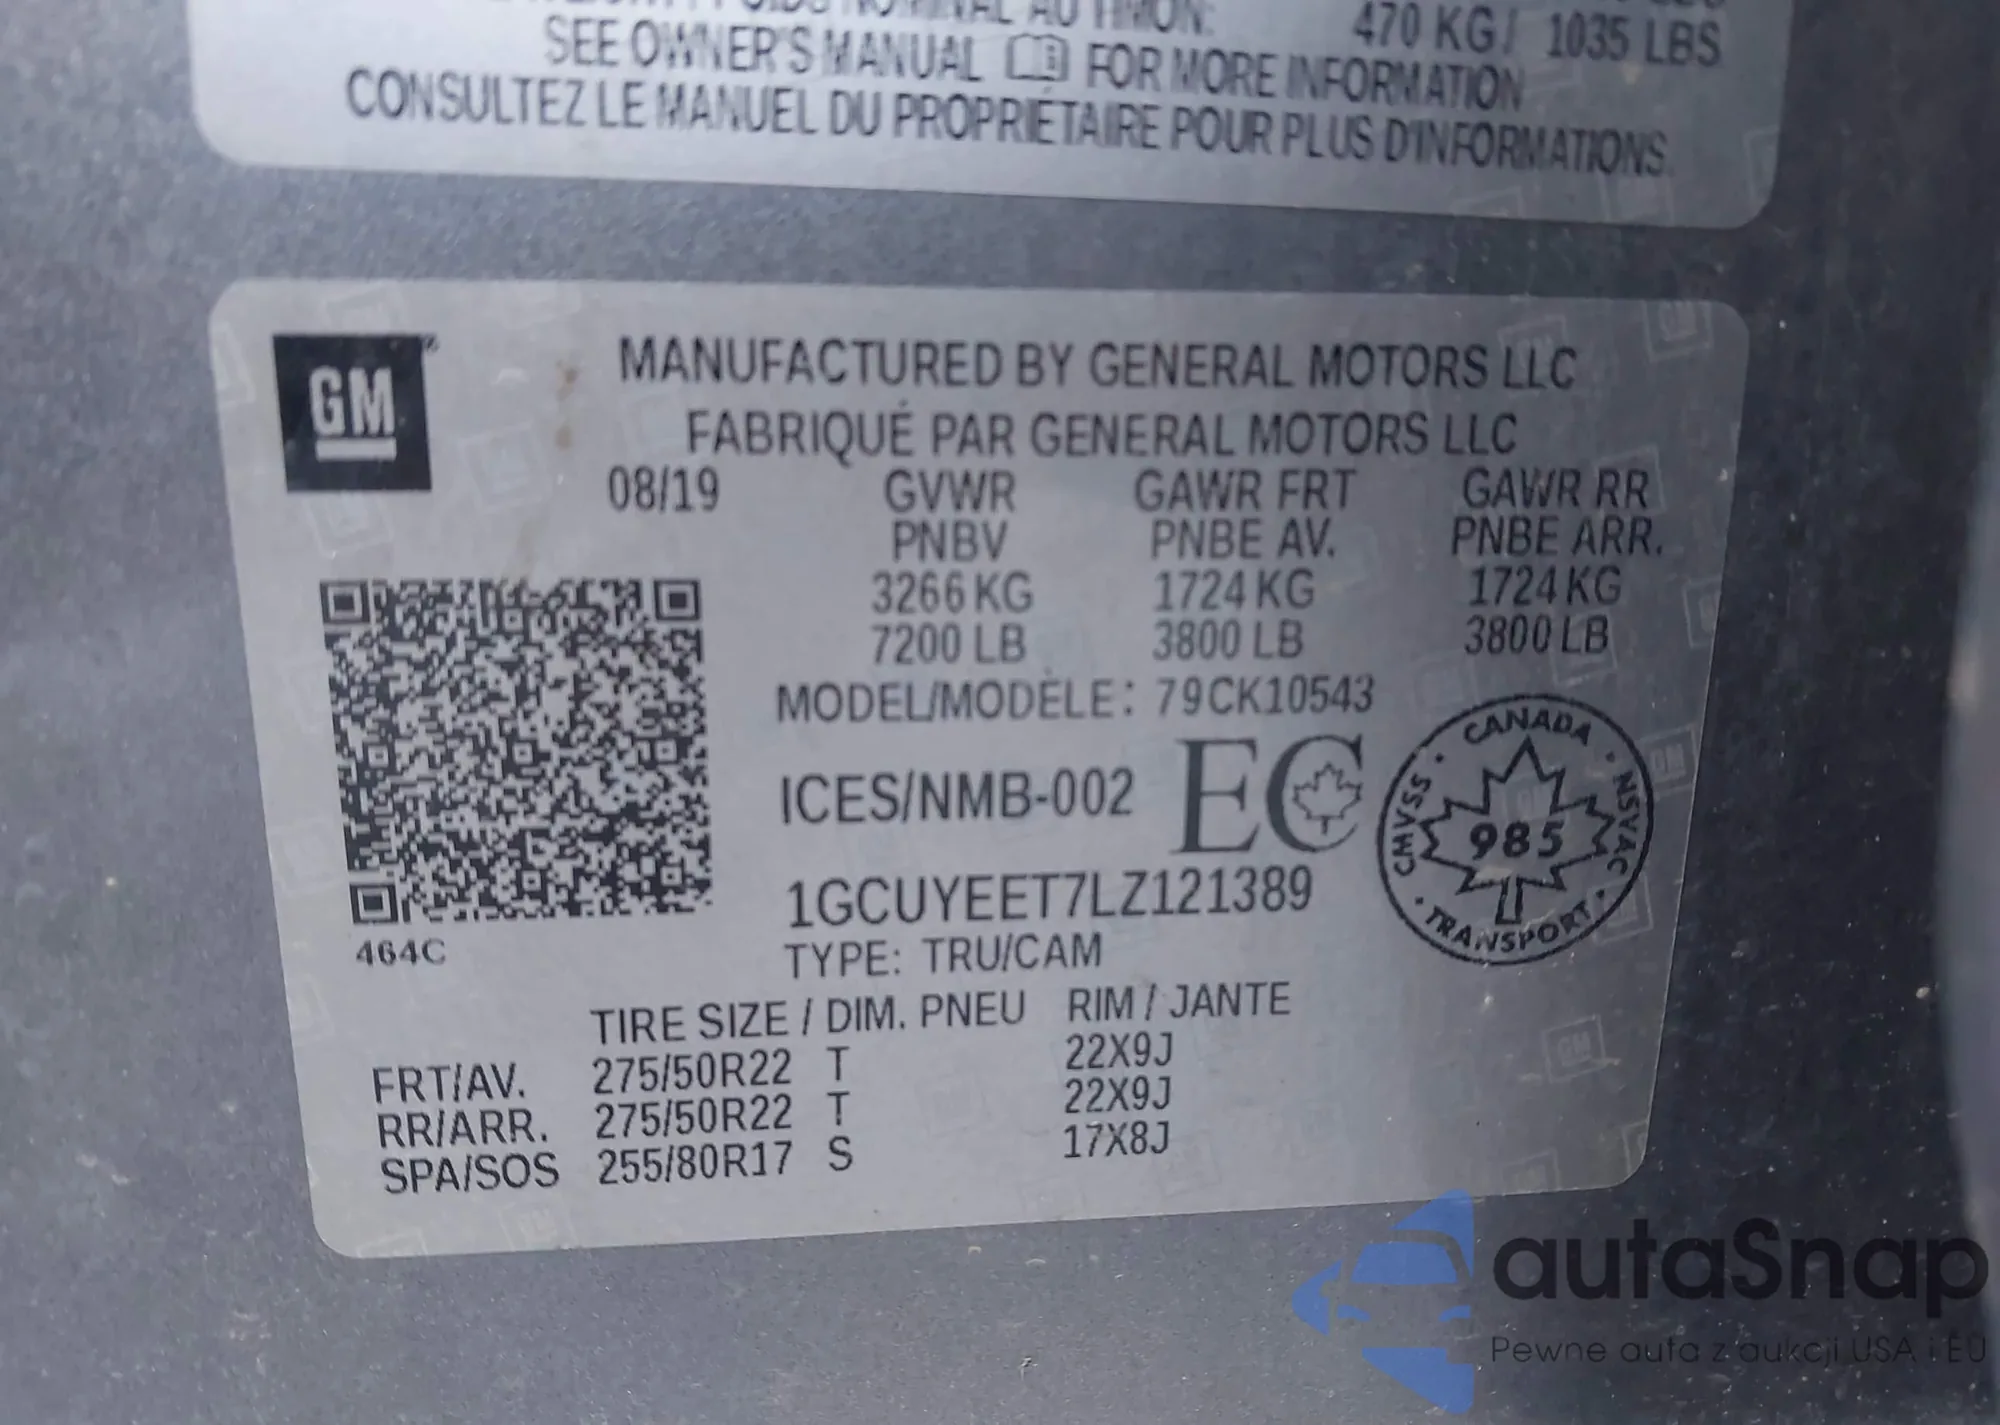 AU TIMON: 470 KG / 1035 LBS
SEE OWNER'S MANUAL FOR MORE INFORMATION
CONSULTEZ LE MANUEL DU PROPRIÉTAIRE POUR PLUS D'INFORMATIONS.
GM
MANUFACTURED BY GENERAL MOTORS LLC
FABRIQUÉ PAR GENERAL MOTORS LLC
08/19 GVWR GAWR FRT GAWR RR
PNBV PNBE AV. PNBE ARR.
3266 KG 1724 KG 1724 KG
7200 LB 3800 LB 3800 LB
MODEL/MODÈLE: 79CK10543
ICES/NMB-002 EC
CANADA
CMVSS 985 NSVAC
TRANSPORT
1GCUYEET7LZ121389
464C
TYPE: TRU/CAM
TIRE SIZE / DIM. PNEU RIM / JANTE
FRT/AV. 275/50R22 T 22X9J
RR/ARR. 275/50R22 T 22X9J
SPA/SOS 255/80R17 S 17X8J
autaSnap
Pewne auta z aukcji USA i EU